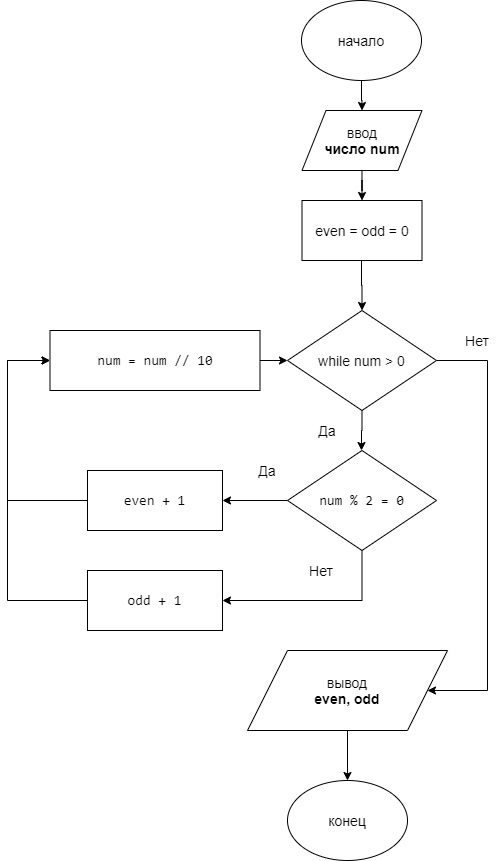 начало
ввод
число num
even = odd = 0
num = num // 10
while num > 0
Нет
Да
Да
even + 1
num % 2 = 0
Нет
odd + 1
вывод
even, odd
конец